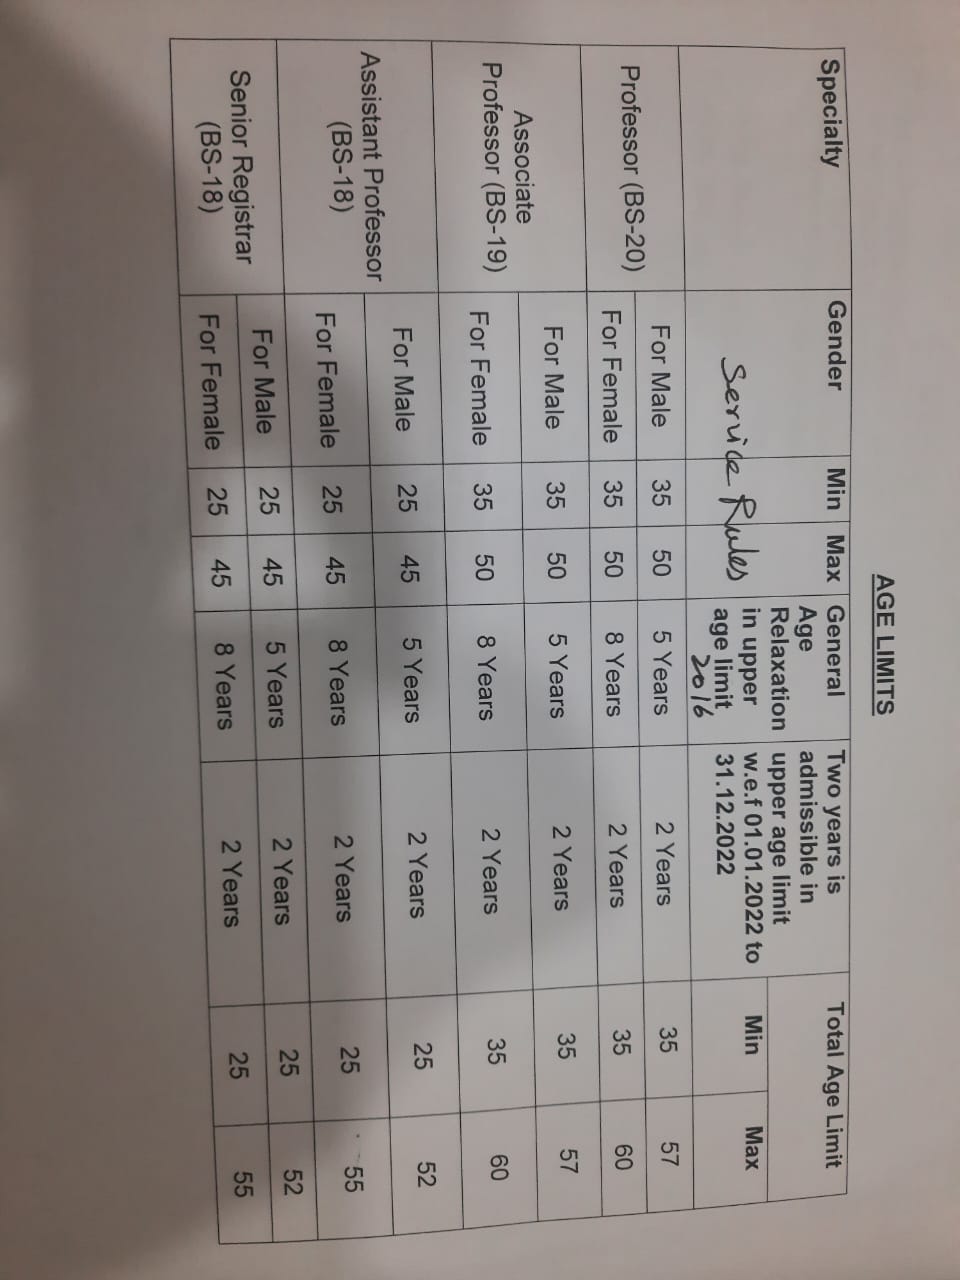 AGE LIMITS
Specialty Gender Min Max General Age Relaxation in upper age limit Two years is admissible in upper age limit w.e.f 01.01.2022 to 31.12.2022 Total Age Limit
Min Max
Service Rules
2016
Professor (BS-20)
For Male 35 50 5 Years 2 Years 35 57
For Female 35 50 8 Years 2 Years 35 60
Associate
Professor (BS-19)
For Male 35 50 5 Years 2 Years 35 57
For Female 35 50 8 Years 2 Years 35 60
Assistant Professor
(BS-18)
For Male 25 45 5 Years 2 Years 25 52
For Female 25 45 8 Years 2 Years 25 55
Senior Registrar
(BS-18)
For Male 25 45 5 Years 2 Years 25 52
For Female 25 45 8 Years 2 Years 25 55